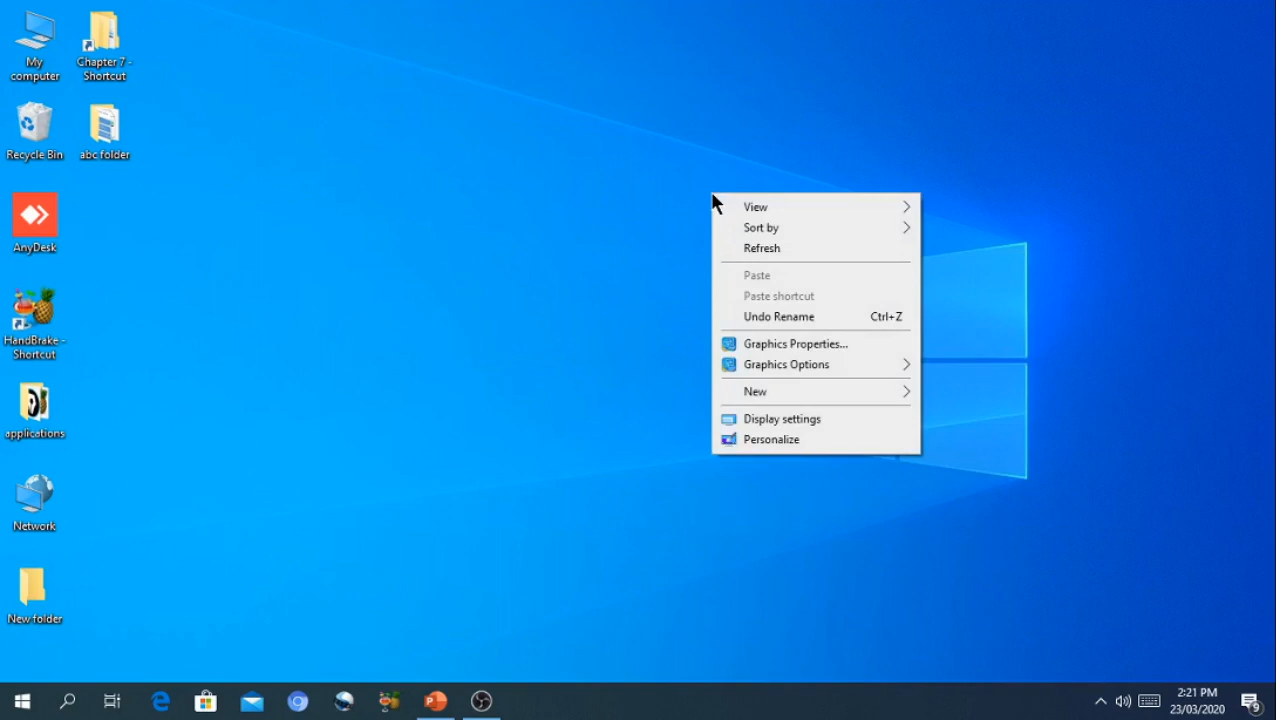 My
computer
Chapter 7 -
Shortcut
Recycle Bin
abc folder
AnyDesk
HandBrake -
Shortcut
applications
Network
New folder
View
Sort by
Refresh
Paste
Paste shortcut
Undo Rename Ctrl+Z
Graphics Properties...
Graphics Options
New
Display settings
Personalize
2:21 PM
23/03/2020
9